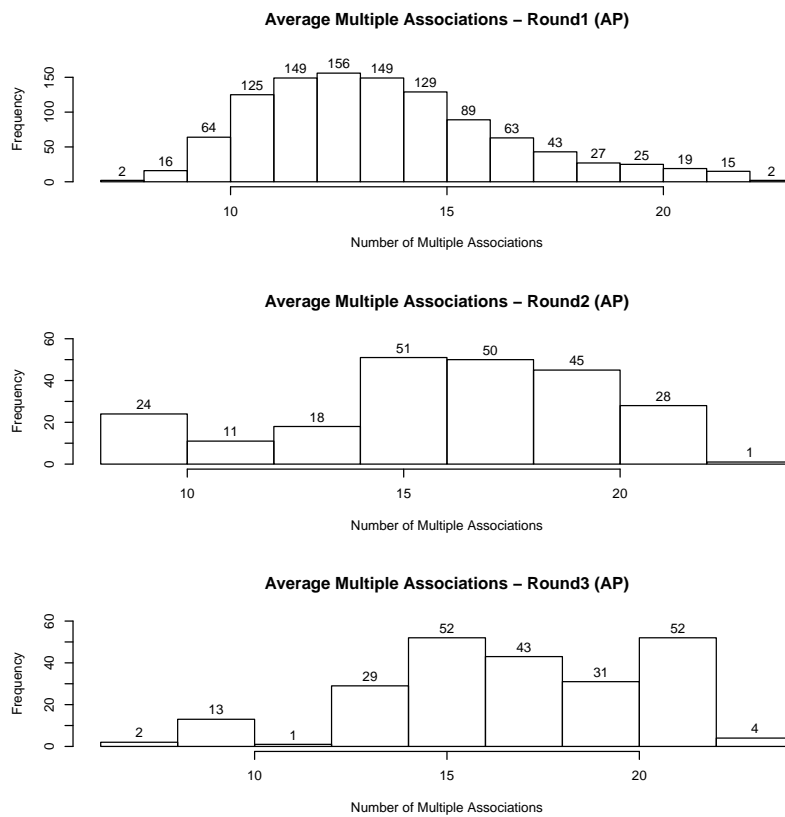 Average Multiple Associations − Round1 (AP)
Frequency
0 50 100 150
2 16 64 125 149 156 149 129 89 63 43 27 25 19 15 2
10 15 20
Number of Multiple Associations
Average Multiple Associations − Round2 (AP)
Frequency
0 20 40 60
24 11 18 51 50 45 28 1
10 15 20
Number of Multiple Associations
Average Multiple Associations − Round3 (AP)
Frequency
0 20 40 60
2 13 1 29 52 43 31 52 4
10 15 20
Number of Multiple Associations